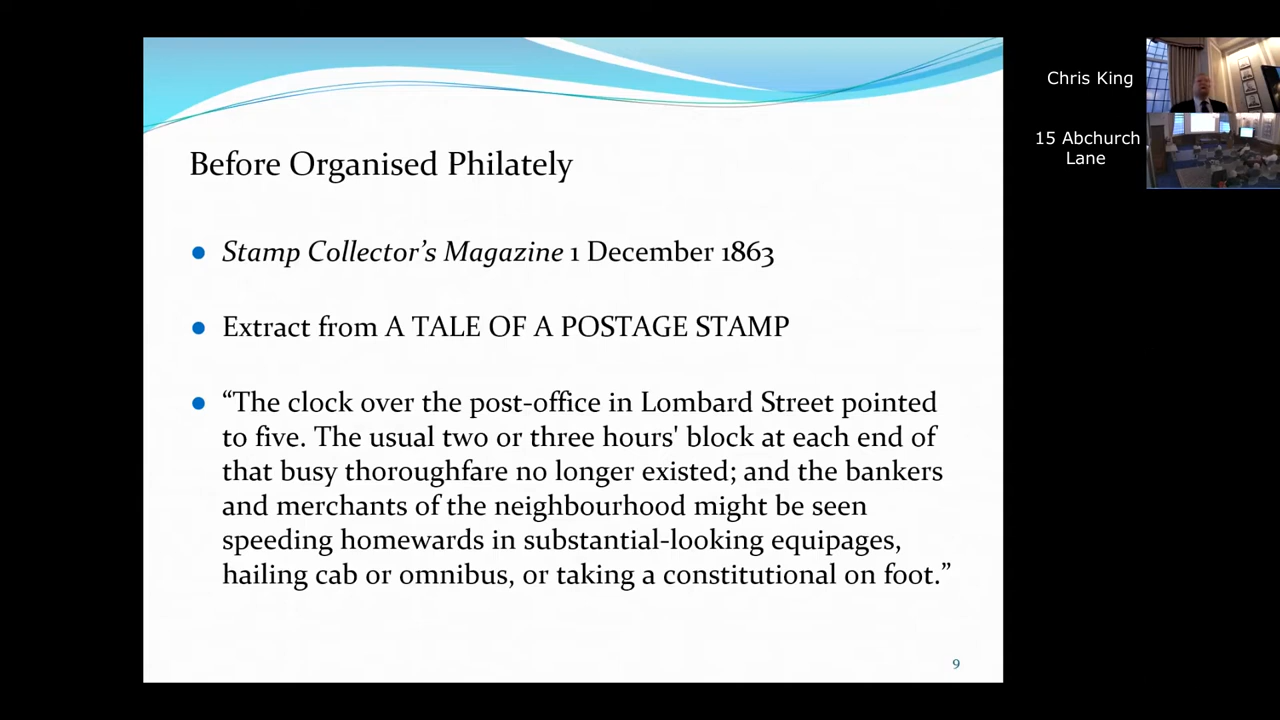 Before Organised Philately
Stamp Collector’s Magazine 1 December 1863
Extract from A TALE OF A POSTAGE STAMP
“The clock over the post-office in Lombard Street pointed
to five. The usual two or three hours' block at each end of
that busy thoroughfare no longer existed; and the bankers
and merchants of the neighbourhood might be seen
speeding homewards in substantial-looking equipages,
hailing cab or omnibus, or taking a constitutional on foot.”
9
Chris King
15 Abchurch
Lane